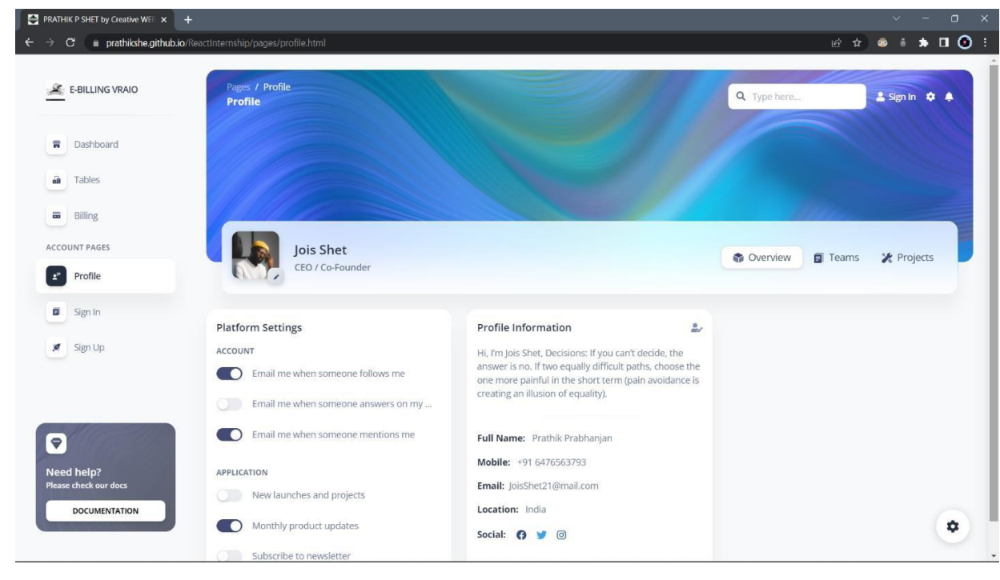 PRATHIK P SHET by Creative WEB
prathikshe.github.io/ReactInternship/pages/profile.html
E-BILLING VRAIO
Dashboard
Tables
Billing
ACCOUNT PAGES
Profile
Sign In
Sign Up
Need help?
Please check our docs
DOCUMENTATION
Pages / Profile
Profile
Type here...
Sign In
Jois Shet
CEO / Co-Founder
Overview
Teams
Projects
Platform Settings
ACCOUNT
Email me when someone follows me
Email me when someone answers on my ...
Email me when someone mentions me
APPLICATION
New launches and projects
Monthly product updates
Subscribe to newsletter
Profile Information
Hi, I'm Jois Shet, Decisions: If you can't decide, the
answer is no. If two equally difficult paths, choose the
one more painful in the short term (pain avoidance is
creating an illusion of equality).
Full Name: Prathik Prabhanjan
Mobile: +91 6476563793
Email: JoisShet21@mail.com
Location: India
Social: